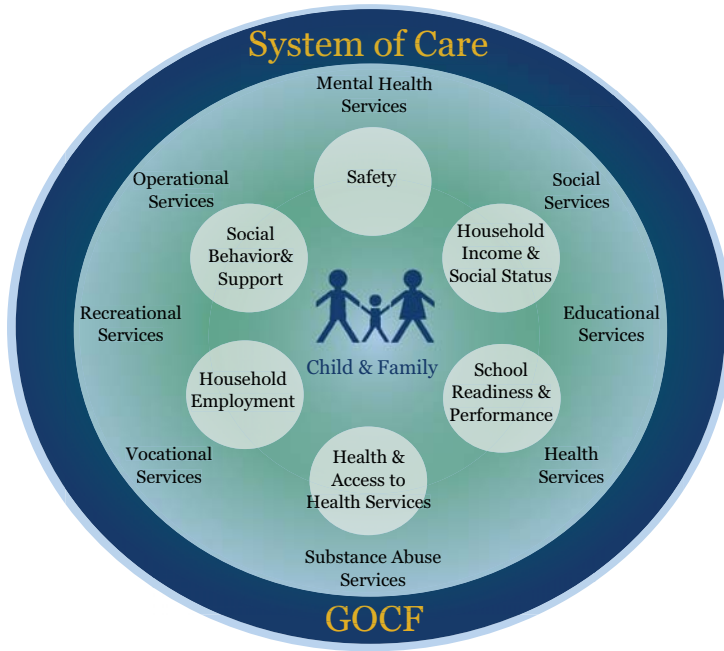 System of Care
Mental Health
Services
Operational
Services
Safety
Social
Services
Social
Behavior&
Support
Household
Income &
Social Status
Recreational
Services
Educational
Services
Child & Family
Household
Employment
School
Readiness &
Performance
Vocational
Services
Health &
Access to
Health Services
Health
Services
Substance Abuse
Services
GOCF